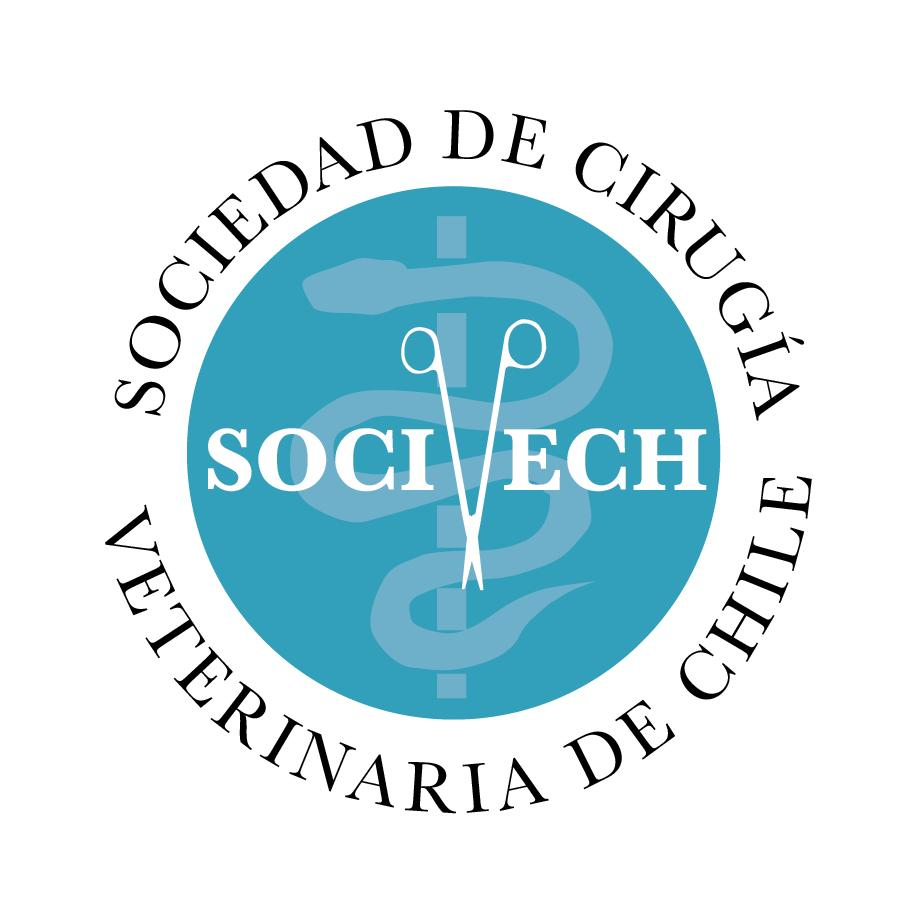 SOCIEDAD DE CIRUGÍA
SOCIVECH
VETERINARIA DE CHILE